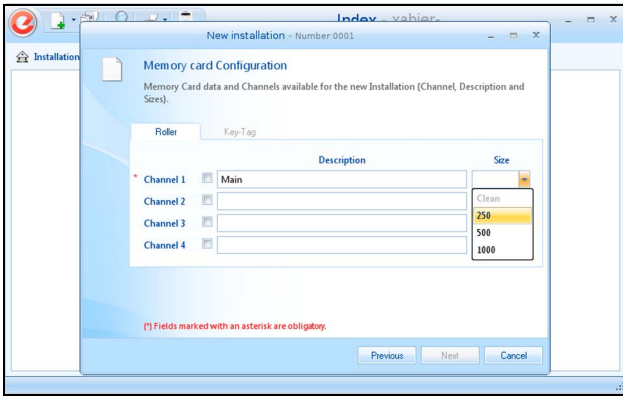 Index - xabier-
New installation - Number 0001
Installation
Memory card Configuration
Memory Card data and Channels available for the new Installation (Channel, Description and
Sizes).
Roller Key-Tag
Description Size
* Channel 1 Main
Channel 2 Clean
250
Channel 3 500
Channel 4 1000
(*) Fields marked with an asterisk are obligatory.
Previous Next Cancel